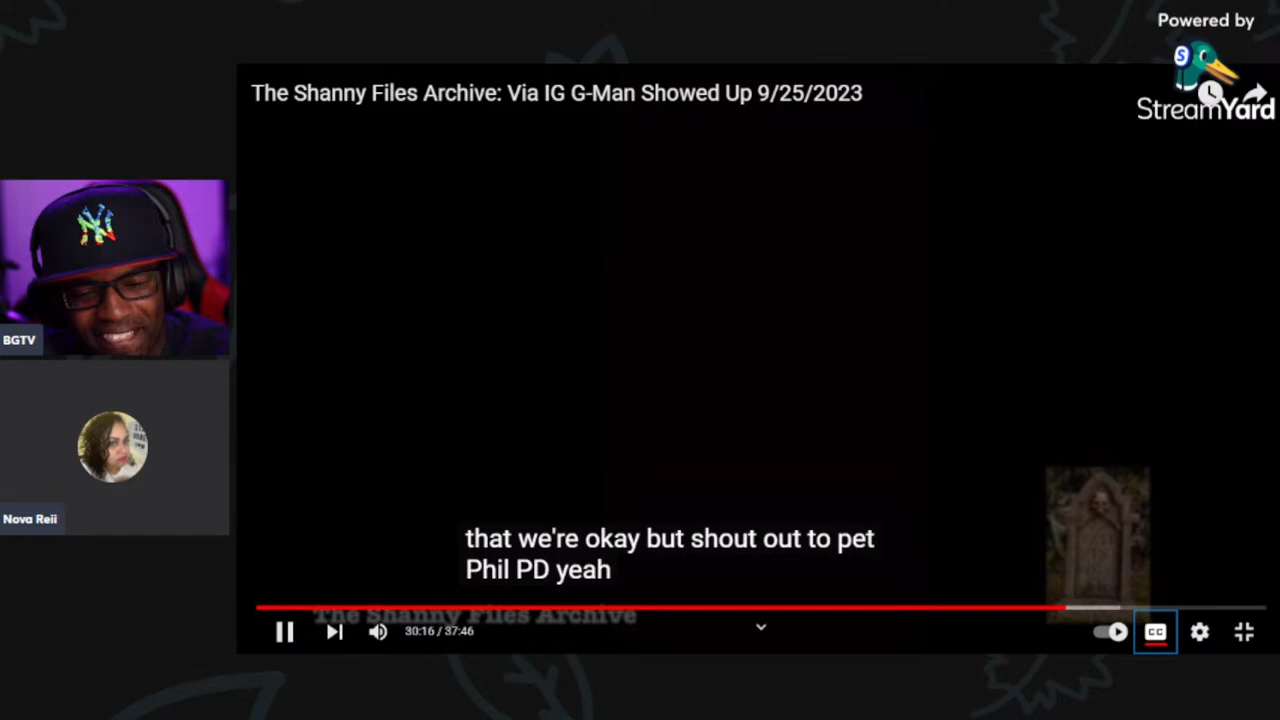 Powered by
S
StreamYard
The Shanny Files Archive: Via IG G-Man Showed Up 9/25/2023
NY
BGTV
Nova Reii
that we're okay but shout out to pet
Phil PD yeah
The Shanny Files Archive
30:16 / 37:46
CC